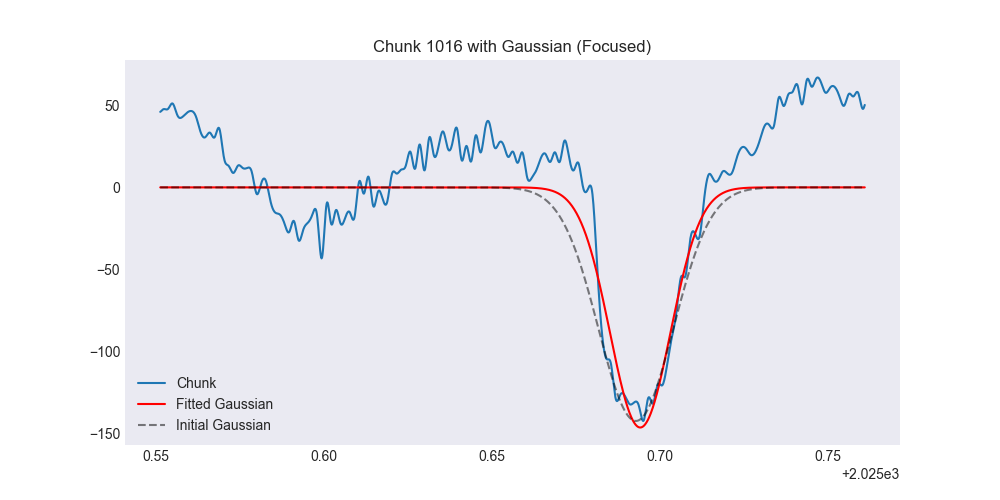 Chunk 1016 with Gaussian (Focused)
50
0
−50
−100
−150
Chunk
Fitted Gaussian
Initial Gaussian
0.55 0.60 0.65 0.70 0.75
+2.025e3